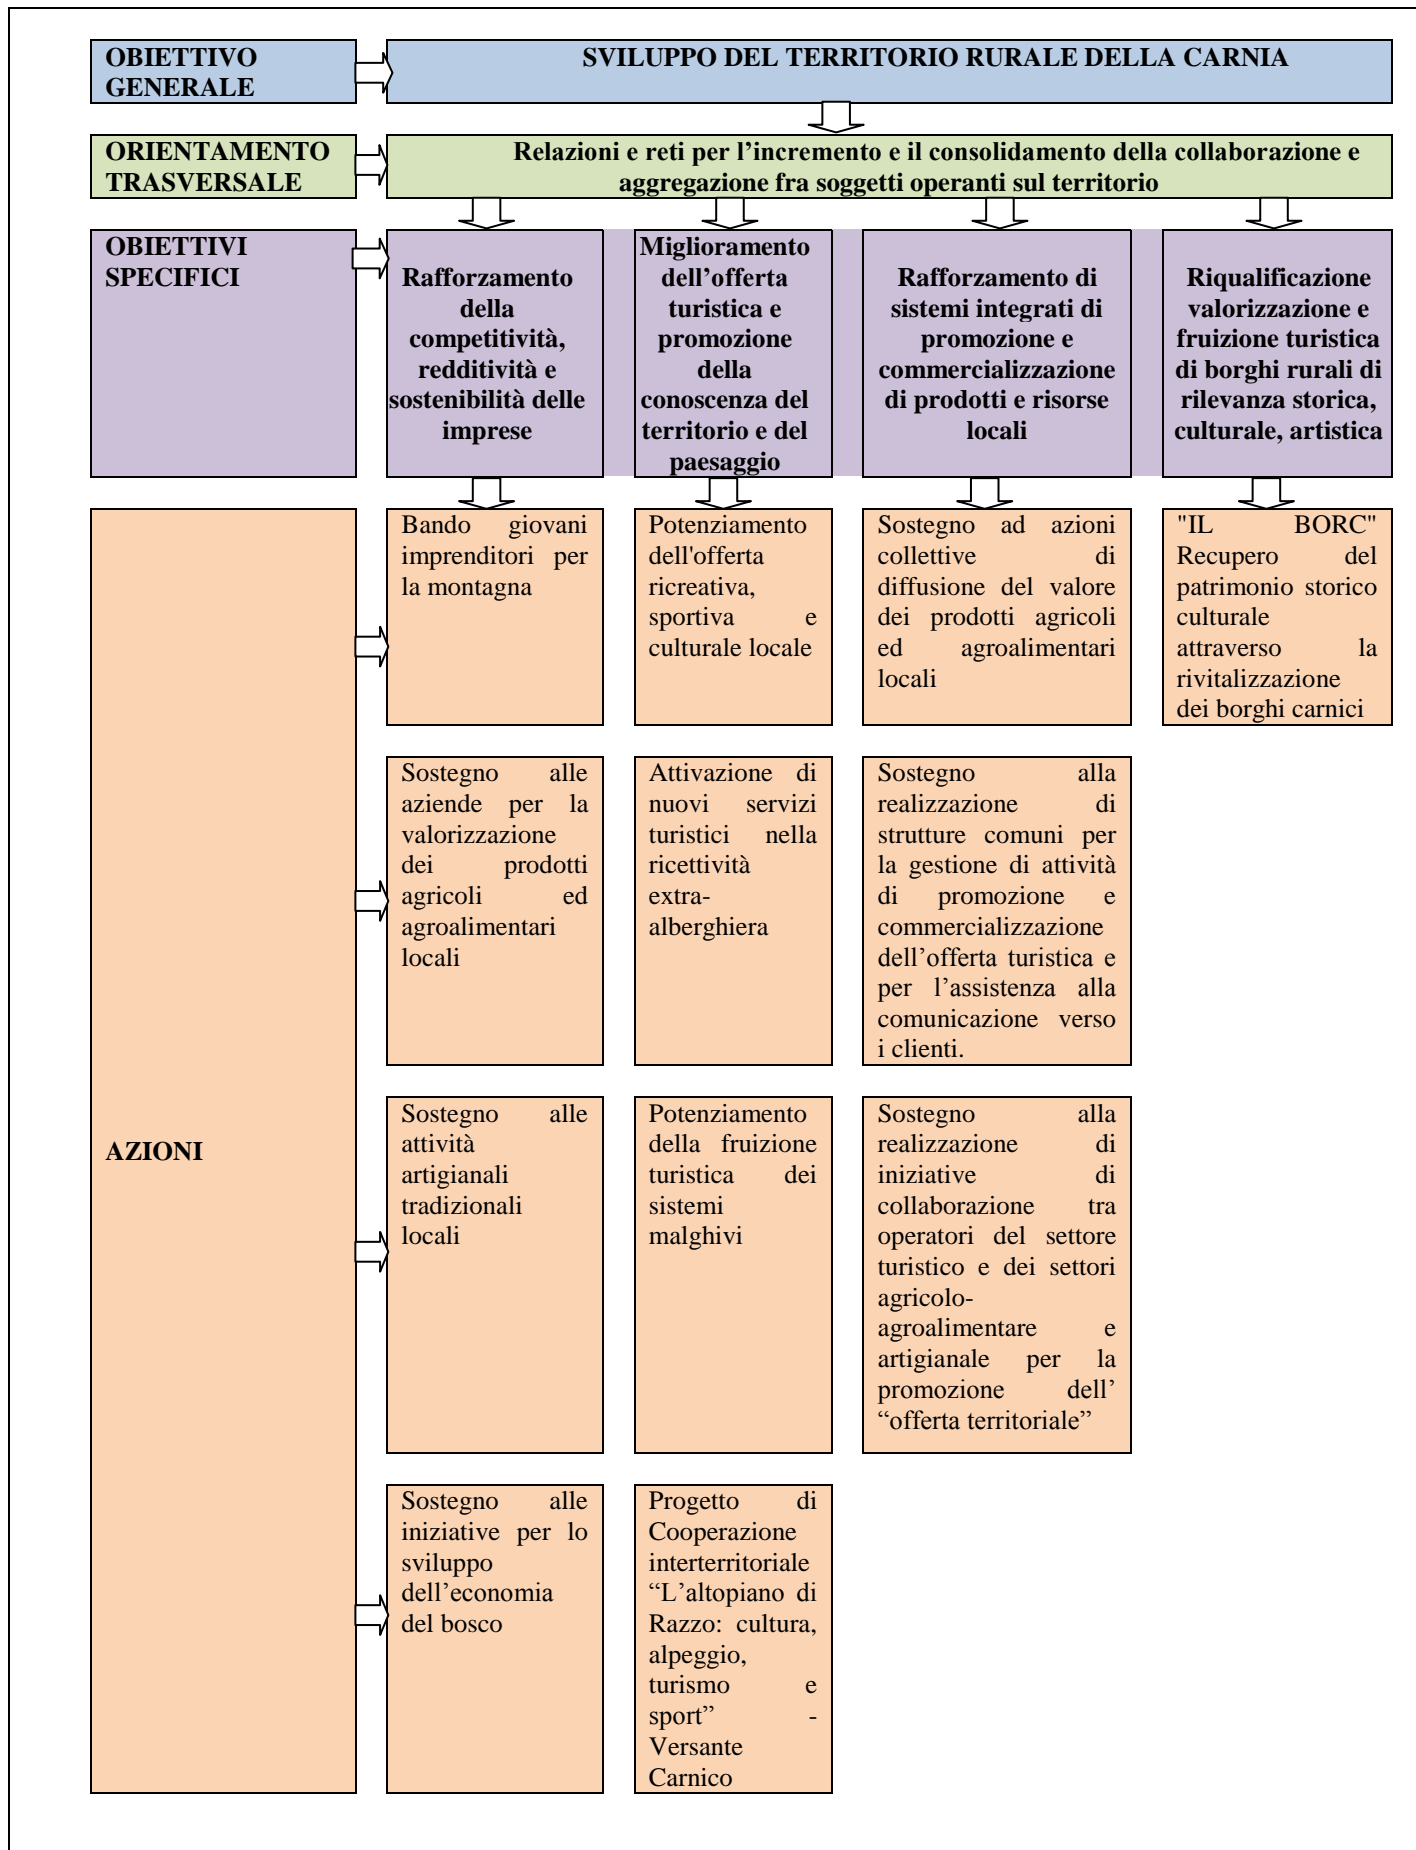 OBIETTIVO
GENERALE
SVILUPPO DEL TERRITORIO RURALE DELLA CARNIA
ORIENTAMENTO
TRASVERSALE
Relazioni e reti per l’incremento e il consolidamento della collaborazione e
aggregazione fra soggetti operanti sul territorio
OBIETTIVI
SPECIFICI
Rafforzamento
della
competitività,
redditività e
sostenibilità delle
imprese
Miglioramento
dell’offerta
turistica e
promozione
della
conoscenza del
territorio e del
paesaggio
Rafforzamento di
sistemi integrati di
promozione e
commercializzazione
di prodotti e risorse
locali
Riqualificazione
valorizzazione e
fruizione turistica
di borghi rurali di
rilevanza storica,
culturale, artistica
AZIONI
Bando giovani
imprenditori per
la montagna
Potenziamento
dell'offerta
ricreativa,
sportiva e
culturale locale
Sostegno ad azioni
collettive di
diffusione del valore
dei prodotti agricoli
ed agroalimentari
locali
"IL BORC"
Recupero del
patrimonio storico
culturale
attraverso la
rivitalizzazione
dei borghi carnici
Sostegno alle
aziende per la
valorizzazione
dei prodotti
agricoli ed
agroalimentari
locali
Attivazione di
nuovi servizi
turistici nella
ricettività
extra-
alberghiera
Sostegno alla
realizzazione di
strutture comuni per
la gestione di attività
di promozione e
commercializzazione
dell’offerta turistica e
per l’assistenza alla
comunicazione verso
i clienti.
Sostegno alle
attività
artigianali
tradizionali
locali
Potenziamento
della fruizione
turistica dei
sistemi
malghivi
Sostegno alla
realizzazione di
iniziative di
collaborazione tra
operatori del settore
turistico e dei settori
agricolo-
agroalimentare e
artigianale per la
promozione dell’
“offerta territoriale”
Sostegno alle
iniziative per lo
sviluppo
dell’economia
del bosco
Progetto di
Cooperazione
interterritoriale
“L’altopiano di
Razzo: cultura,
alpeggio,
turismo e
sport” -
Versante
Carnico